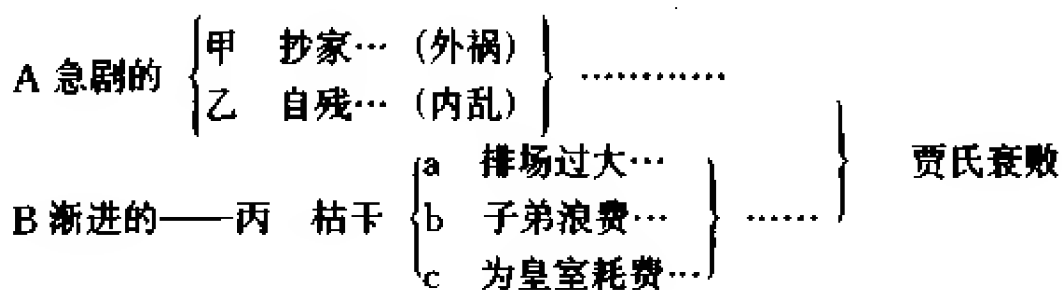 甲 抄家… (外祸)
A 急剧的 …………
乙 自残… (内乱)
a 排场过大…
贾氏衰败
B 渐进的——丙 枯干 b 子弟浪费… ……
c 为皇室耗费…